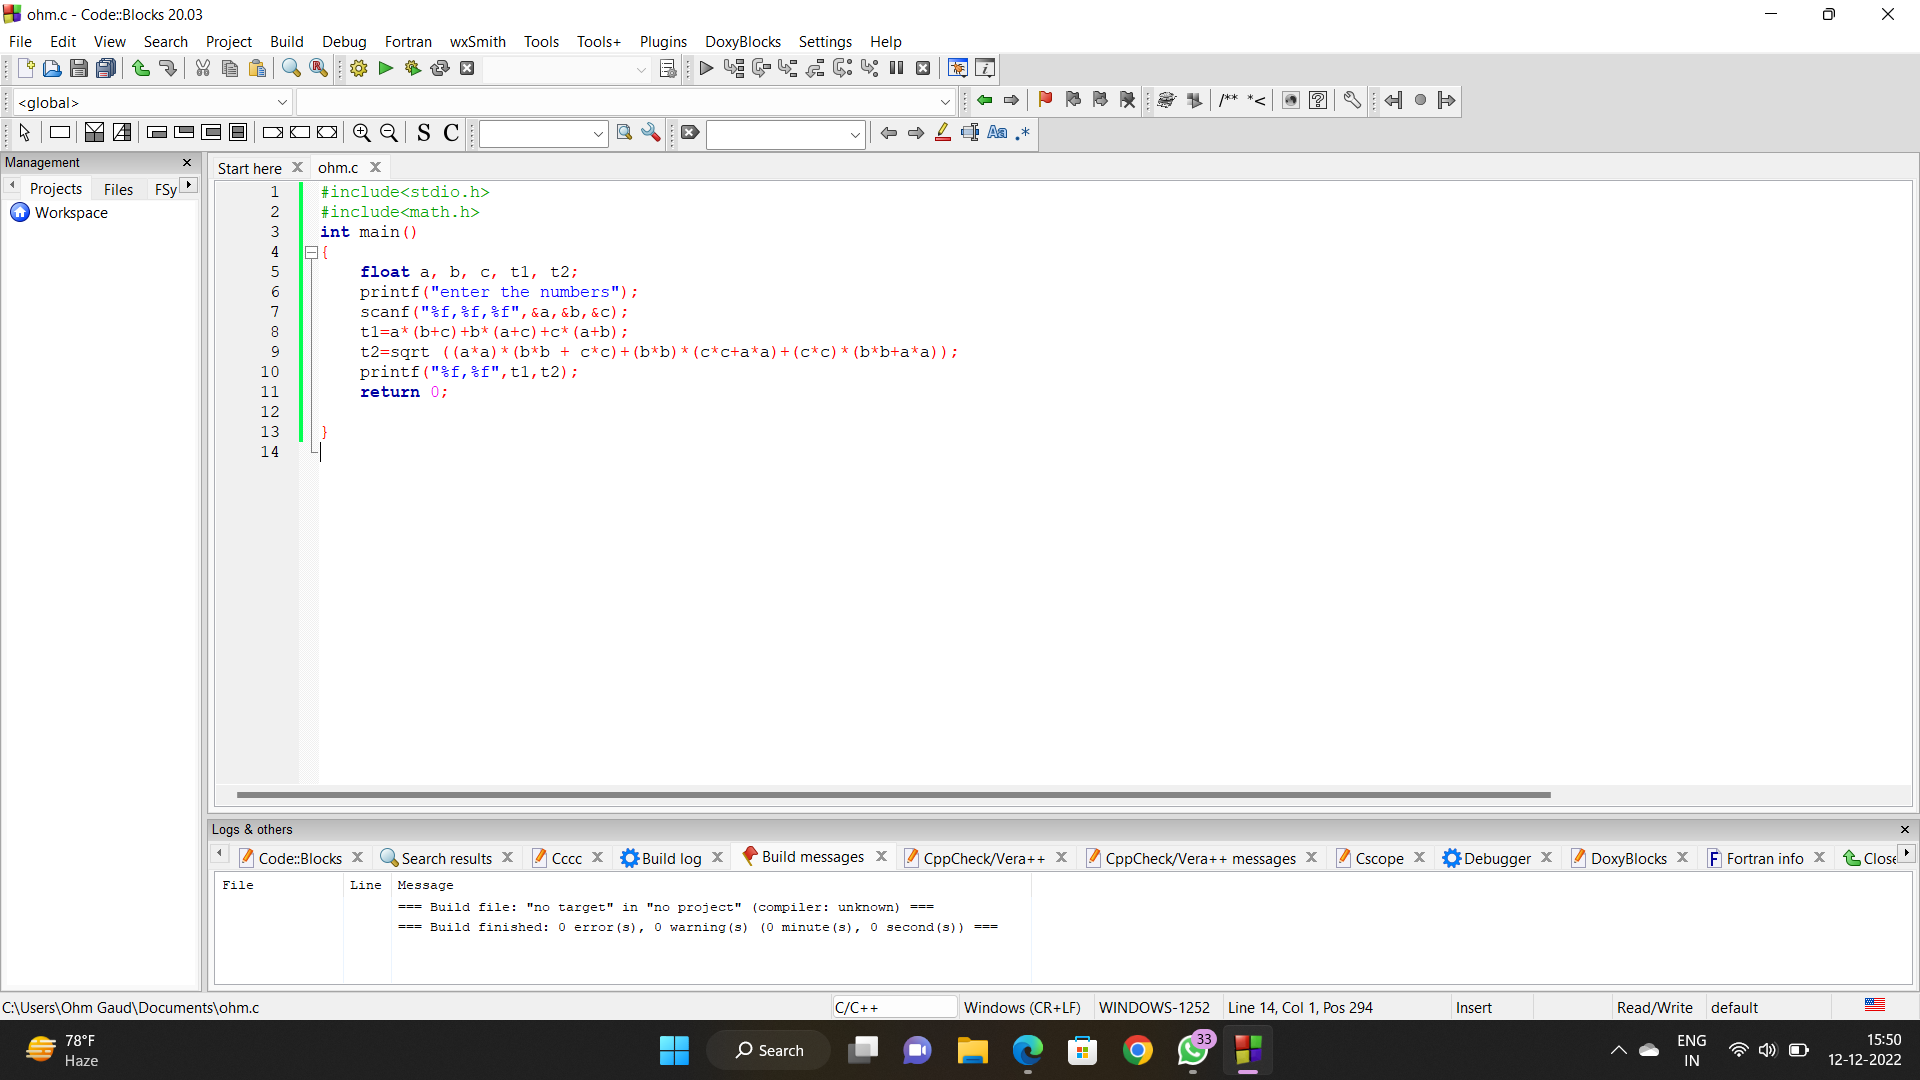 ohm.c - Code::Blocks 20.03
File Edit View Search Project Build Debug Fortran wxSmith Tools Tools+ Plugins DoxyBlocks Settings Help
<global>
/** *<
S C
Aa .*
Management
Projects Files FSy
Workspace
Start here ohm.c
1 #include<stdio.h>
2 #include<math.h>
3 int main()
4 {
5 float a, b, c, t1, t2;
6 printf("enter the numbers");
7 scanf("%f,%f,%f",&a,&b,&c);
8 t1=a*(b+c)+b*(a+c)+c*(a+b);
9 t2=sqrt ((a*a)*(b*b + c*c)+(b*b)*(c*c+a*a)+(c*c)*(b*b+a*a));
10 printf("%f,%f",t1,t2);
11 return 0;
12
13 }
14
Logs & others
Code::Blocks Search results Cccc Build log Build messages CppCheck/Vera++ CppCheck/Vera++ messages Cscope Debugger DoxyBlocks Fortran info Close
File Line Message
=== Build file: "no target" in "no project" (compiler: unknown) ===
=== Build finished: 0 error(s), 0 warning(s) (0 minute(s), 0 second(s)) ===
C:\Users\Ohm Gaud\Documents\ohm.c C/C++ Windows (CR+LF) WINDOWS-1252 Line 14, Col 1, Pos 294 Insert Read/Write default
78°F
Haze
Search
33
ENG
IN
15:50
12-12-2022